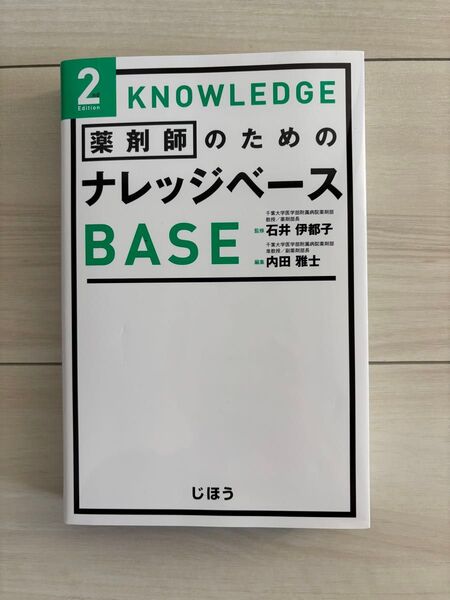 2
Edition
KNOWLEDGE
薬剤師のための
ナレッジベース
BASE
千葉大学医学部附属病院薬剤部
教授／薬剤部長
監修 石井 伊都子
千葉大学医学部附属病院薬剤部
准教授／副薬剤部長
編集 内田 雅士
じほう